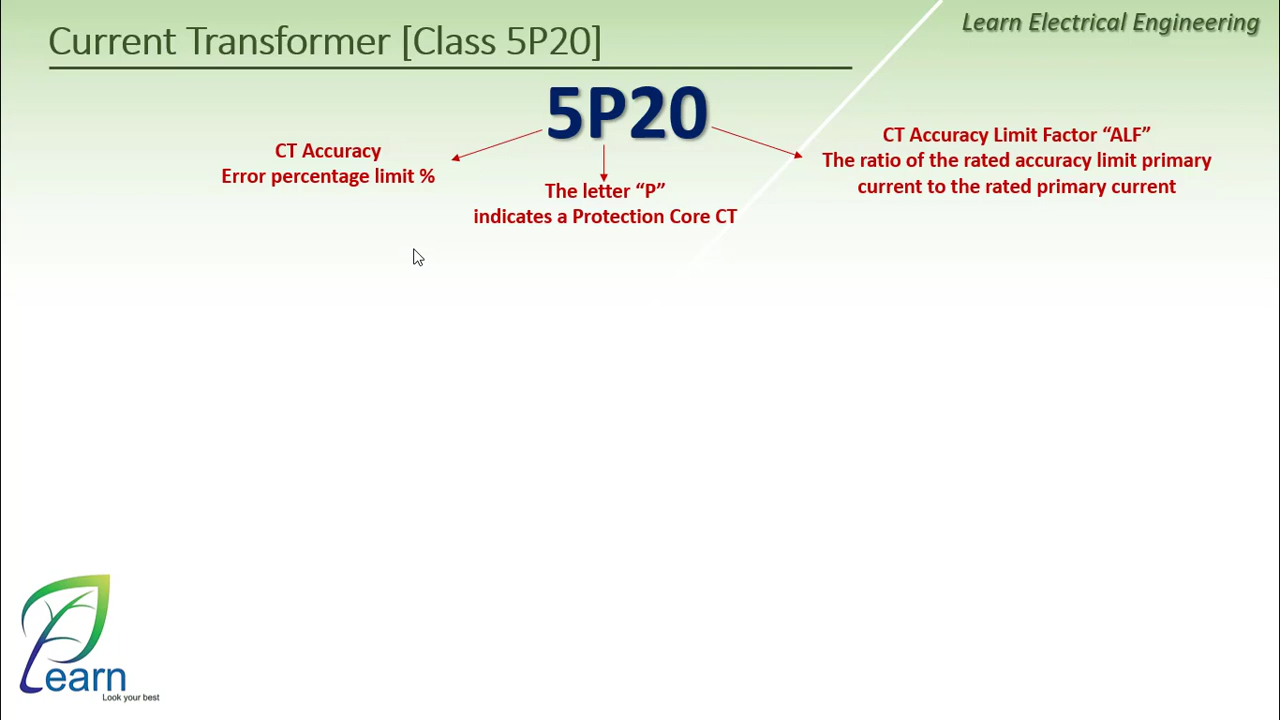 Current Transformer [Class 5P20]
Learn Electrical Engineering
5P20
CT Accuracy
Error percentage limit %
The letter “P”
indicates a Protection Core CT
CT Accuracy Limit Factor “ALF”
The ratio of the rated accuracy limit primary
current to the rated primary current
Learn
Look your best